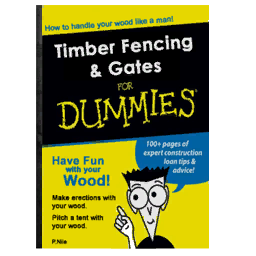 How to handle your wood like a man!
Timber Fencing
& Gates
FOR
DUMMIES
100+ pages of
expert construction
loan tips &
advice!
Have Fun
with your
Wood!
Make erections with
your wood.
Pitch a tent with
your wood.
P.Nile